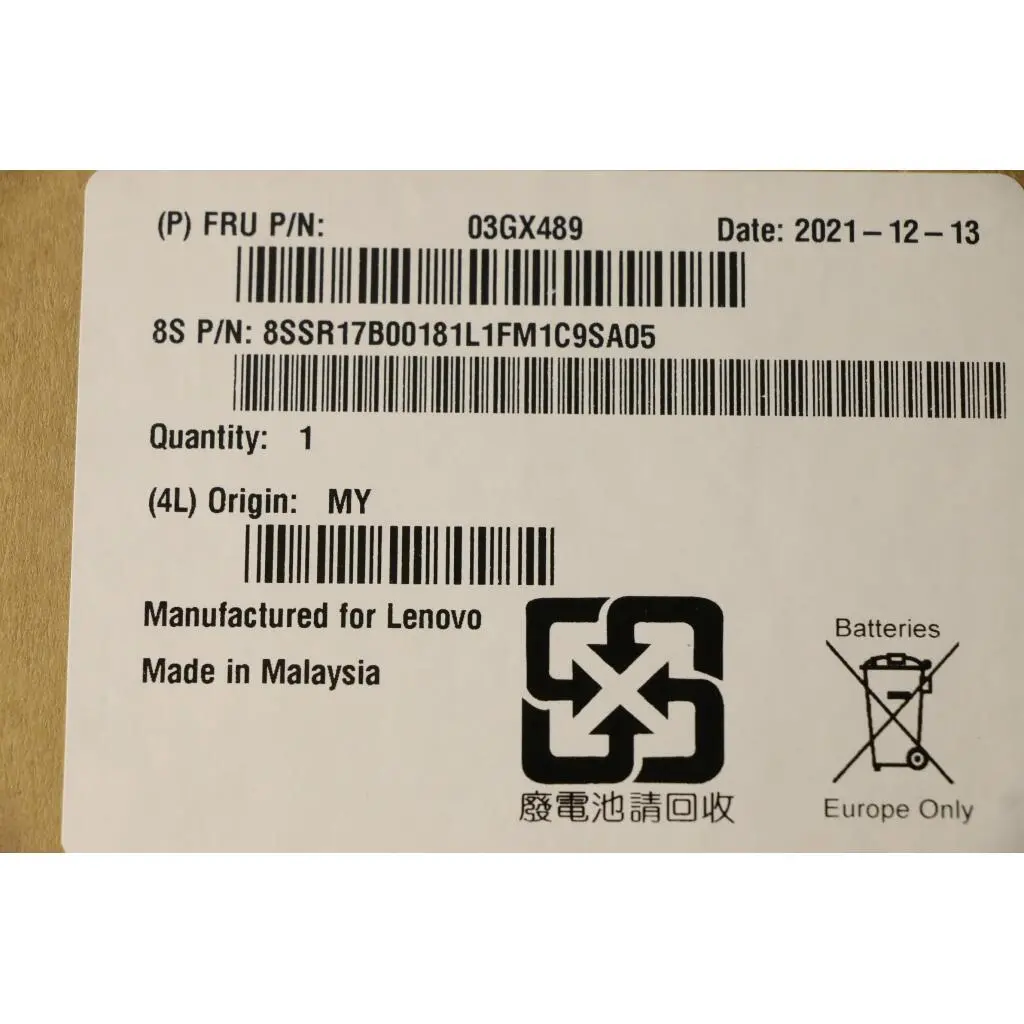 (P) FRU P/N: 03GX489 Date: 2021-12-13
8S P/N: 8SSR17B00181L1FM1C9SA05
Quantity: 1
(4L) Origin: MY
Manufactured for Lenovo
Made in Malaysia
廢電池請回收
Batteries
Europe Only